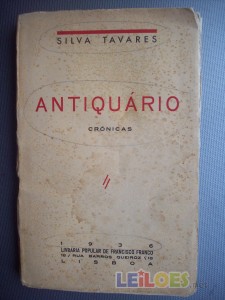 SILVA TAVARES
ANTIQUÁRIO
CRÓNICAS
1936
LIVRARIA POPULAR DE FRANCISCO FRANCO
LISBOA
LEILOES